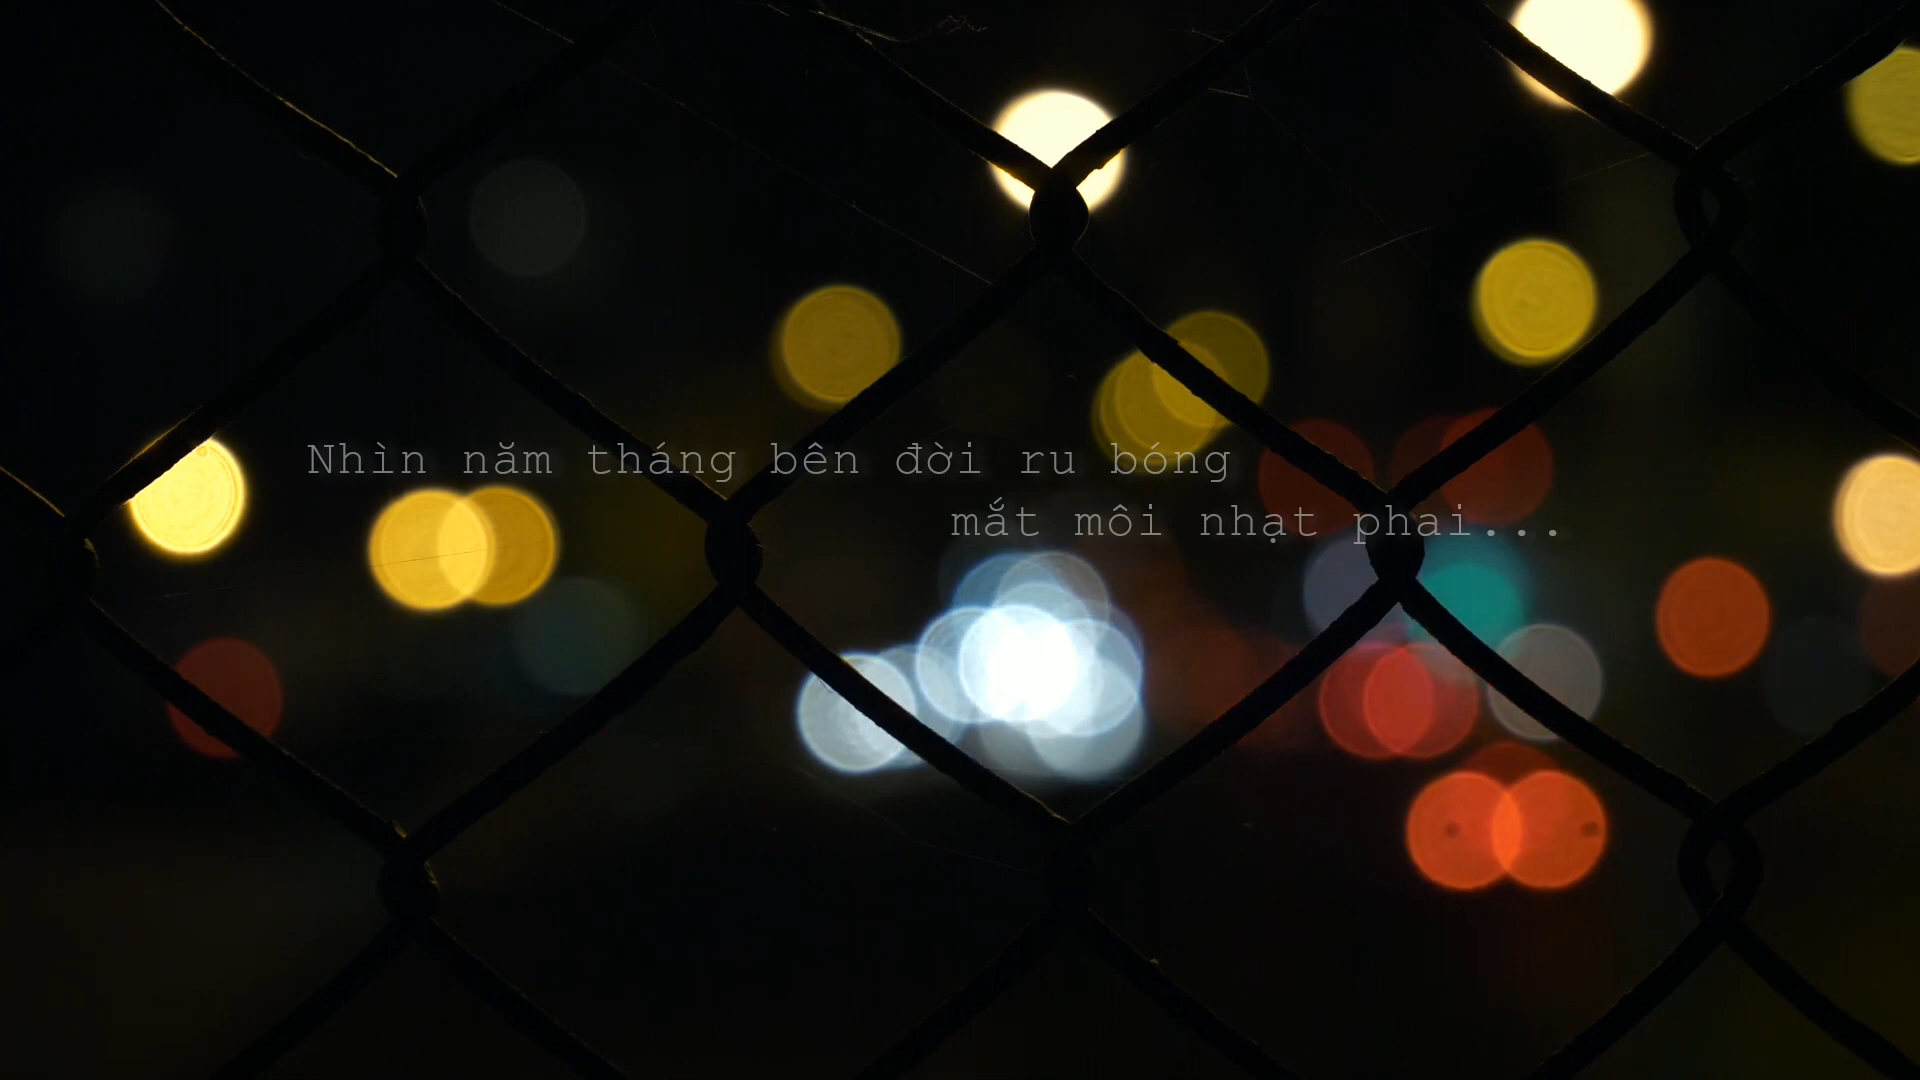 Nhìn năm tháng bên đời ru bóng
mắt môi nhạt phai...